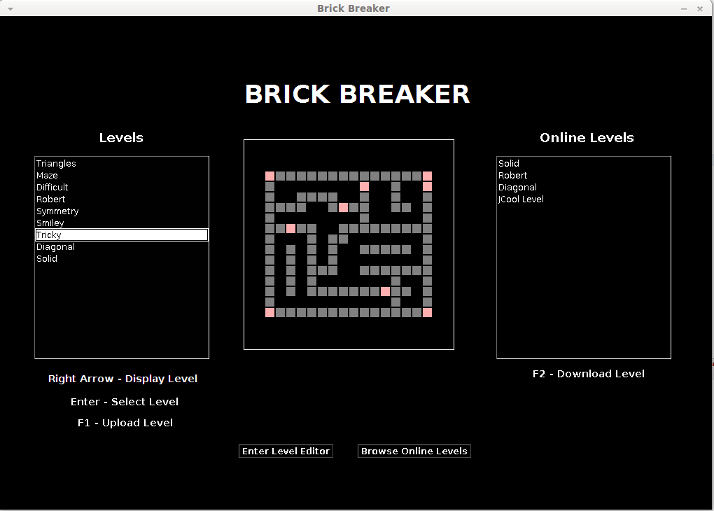 Brick Breaker
BRICK BREAKER
Levels
Triangles
Maze
Difficult
Robert
Symmetry
Smiley
Tricky
Diagonal
Solid
Right Arrow - Display Level
Enter - Select Level
F1 - Upload Level
Online Levels
Solid
Robert
Diagonal
JCool Level
F2 - Download Level
Enter Level Editor
Browse Online Levels